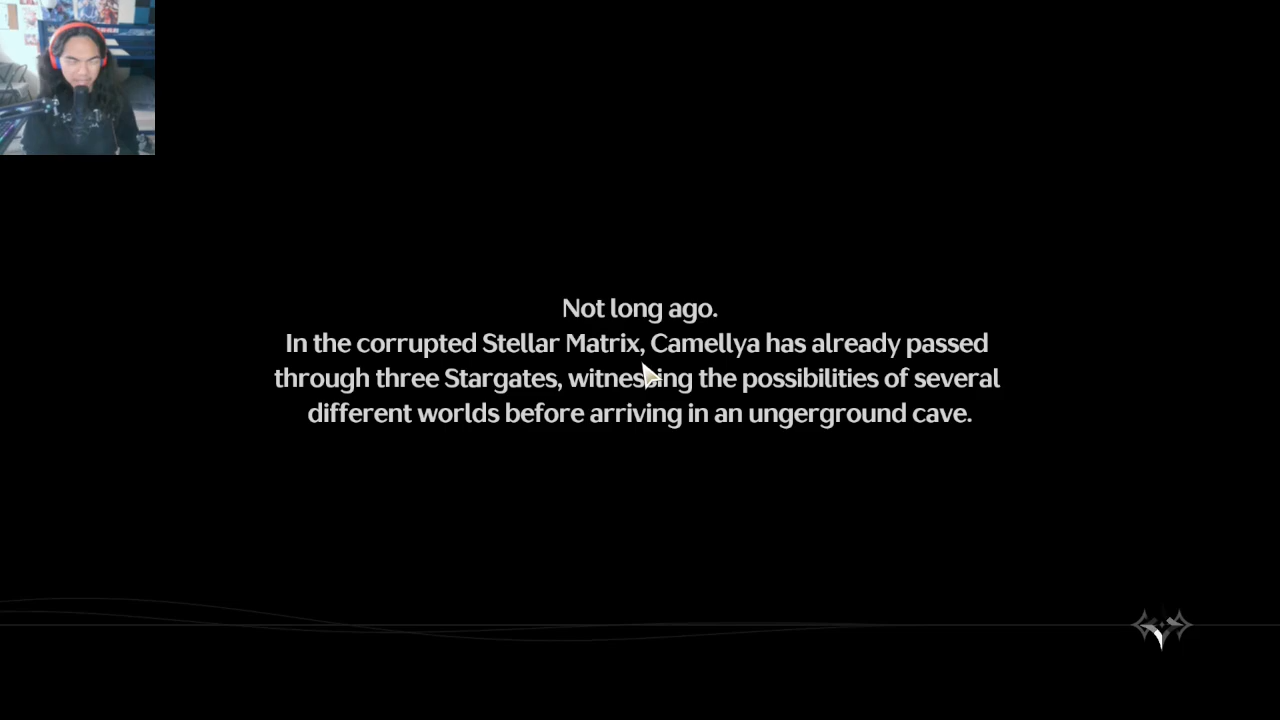 Not long ago.
In the corrupted Stellar Matrix, Camellya has already passed
through three Stargates, witnessing the possibilities of several
different worlds before arriving in an ungerground cave.